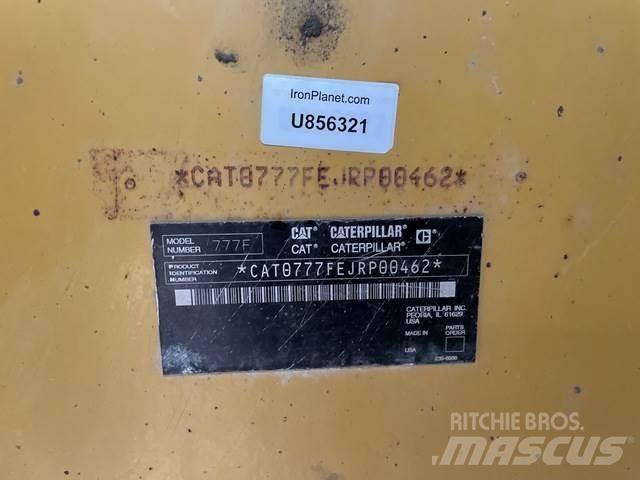 IronPlanet.com
U856321
*CAT0777FEJRP00462*
CAT CATERPILLAR
CAT CATERPILLAR
MODEL NUMBER 777F
PRODUCT IDENTIFICATION NUMBER *CAT0777FEJRP00462*
CATERPILLAR INC.
PEORIA, IL 61629
USA
MADE IN
USA
PARTS ORDER
RITCHIE BROS.
MASCUS